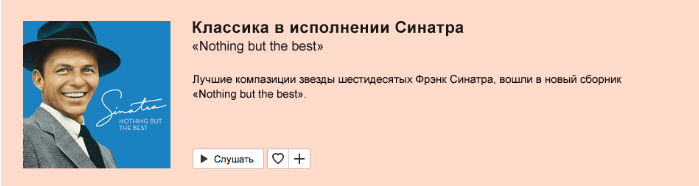 Классика в исполнении Синатра
«Nothing but the best»
Лучшие компазиции звезды шестидесятых Фрэнк Синатра, вошли в новый сборник
«Nothing but the best».
Sinatra
NOTHING BUT
THE BEST
Слушать